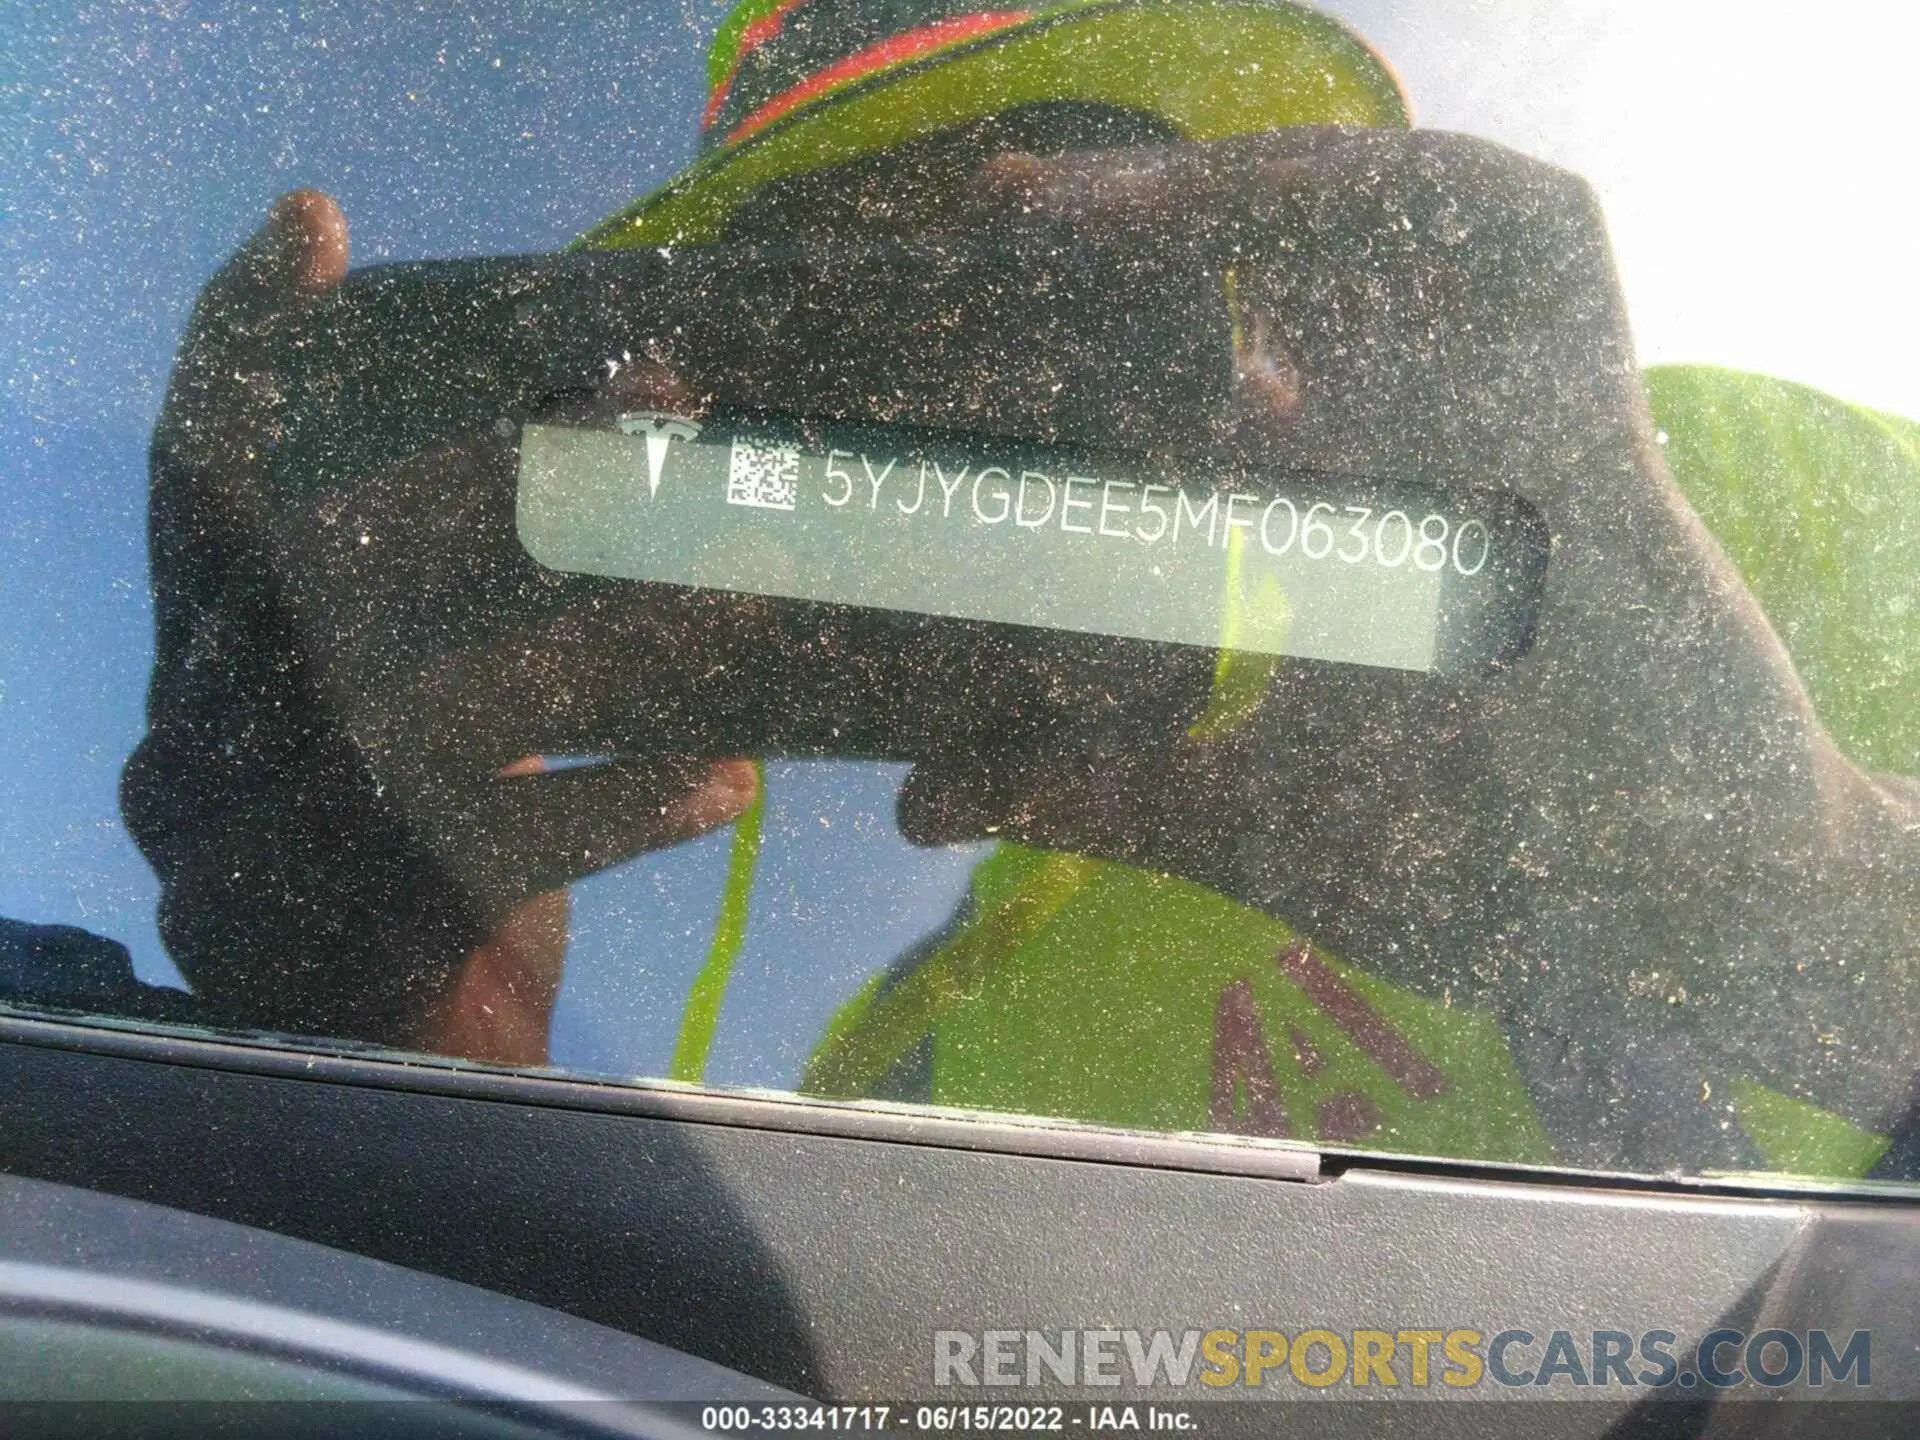 5YJYGDEE5MF063080
RENEWSPORTSCARS.COM
000-33341717 - 06/15/2022 - IAA Inc.